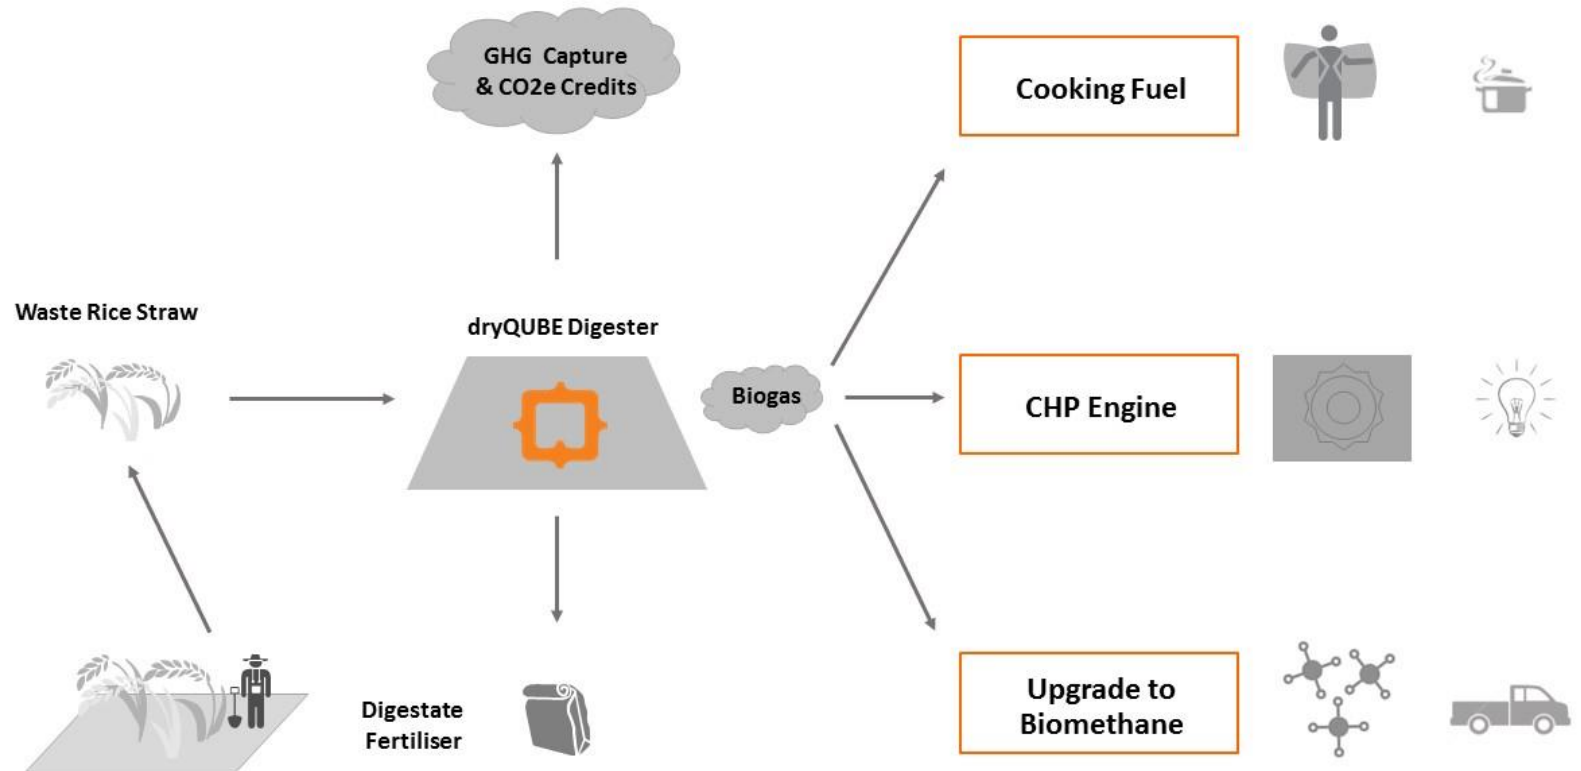 GHG Capture
& CO2e Credits
Cooking Fuel
Waste Rice Straw
dryQUBE Digester
Biogas
CHP Engine
Digestate
Fertiliser
Upgrade to
Biomethane